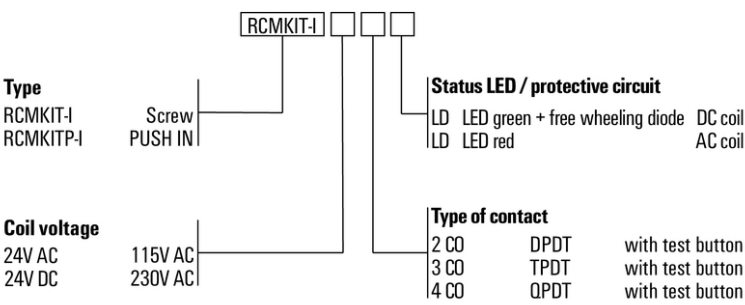 RCMKIT-I
Type
RCMKIT-I Screw
RCMKITP-I PUSH IN
Status LED / protective circuit
LD LED green + free wheeling diode DC coil
LD LED red AC coil
Coil voltage
24V AC 115V AC
24V DC 230V AC
Type of contact
2 CO DPDT with test button
3 CO TPDT with test button
4 CO QPDT with test button